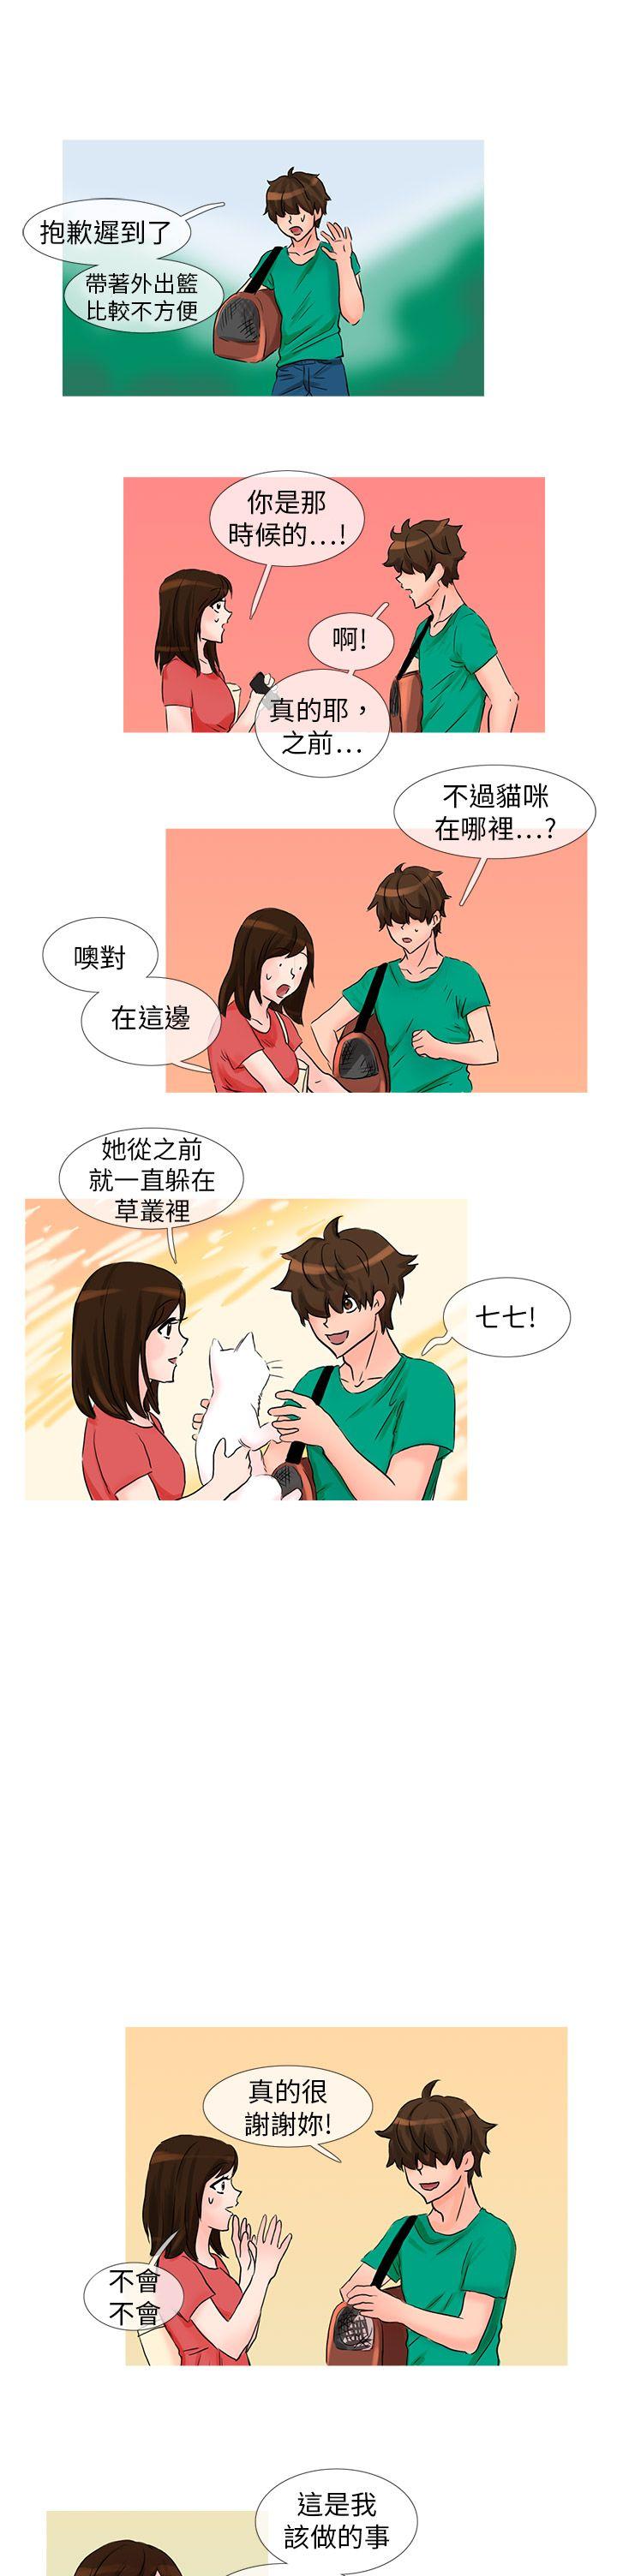 抱歉遲到了
帶著外出籃
比較不方便
你是那
時候的...!
啊!
真的耶，
之前...
不過貓咪
在哪裡...?
噢對
在這邊
她從之前
就一直躲在
草叢裡
七七!
真的很
謝謝妳!
不會
不會
這是我
該做的事